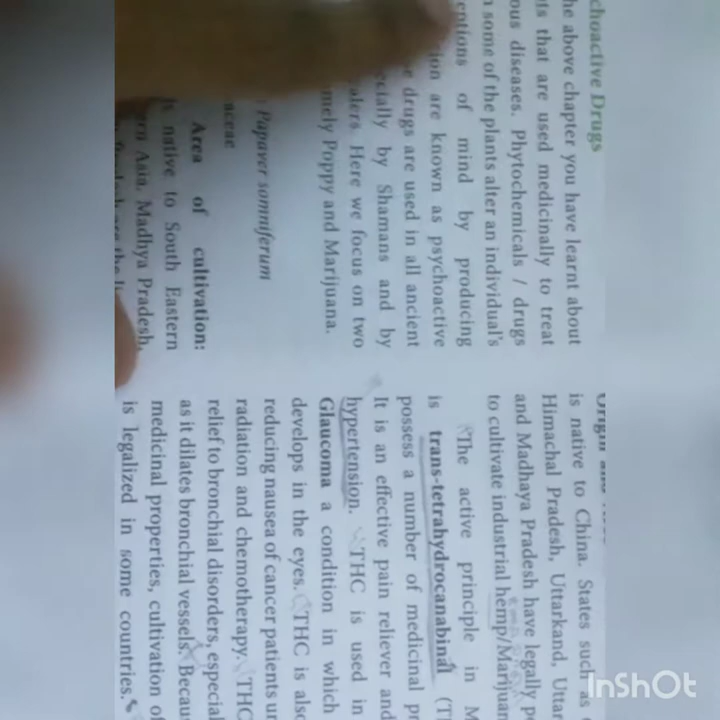 choactive Drugs
he above chapter you have learnt about
ts that are used medicinally to treat
ous diseases. Phytochemicals / drugs
some of the plants alter an individual's
eptions of mind by producing
ion are known as psychoactive
e drugs are used in all ancient
ecially by Shamans and by
alers. Here we focus on two
mely Poppy and Marijuana.
Papaver somniferum
aceae
Area of cultivation:
native to South Eastern
ern Asia. Madhya Pradesh,
is native to China. States such as
Himachal Pradesh, Uttarkand, Uttar
and Madhaya Pradesh have legally p
to cultivate industrial hemp/Marijuan
The active principle in M
is trans-tetrahydrocanabinal (T
possess a number of medicinal pr
It is an effective pain reliever and
hypertension. THC is used in
Glaucoma a condition in which
develops in the eyes. THC is also
reducing nausea of cancer patients un
radiation and chemotherapy. THC
relief to bronchial disorders, especial
as it dilates bronchial vessels. Becau
medicinal properties, cultivation of
is legalized in some countries.
InShOt